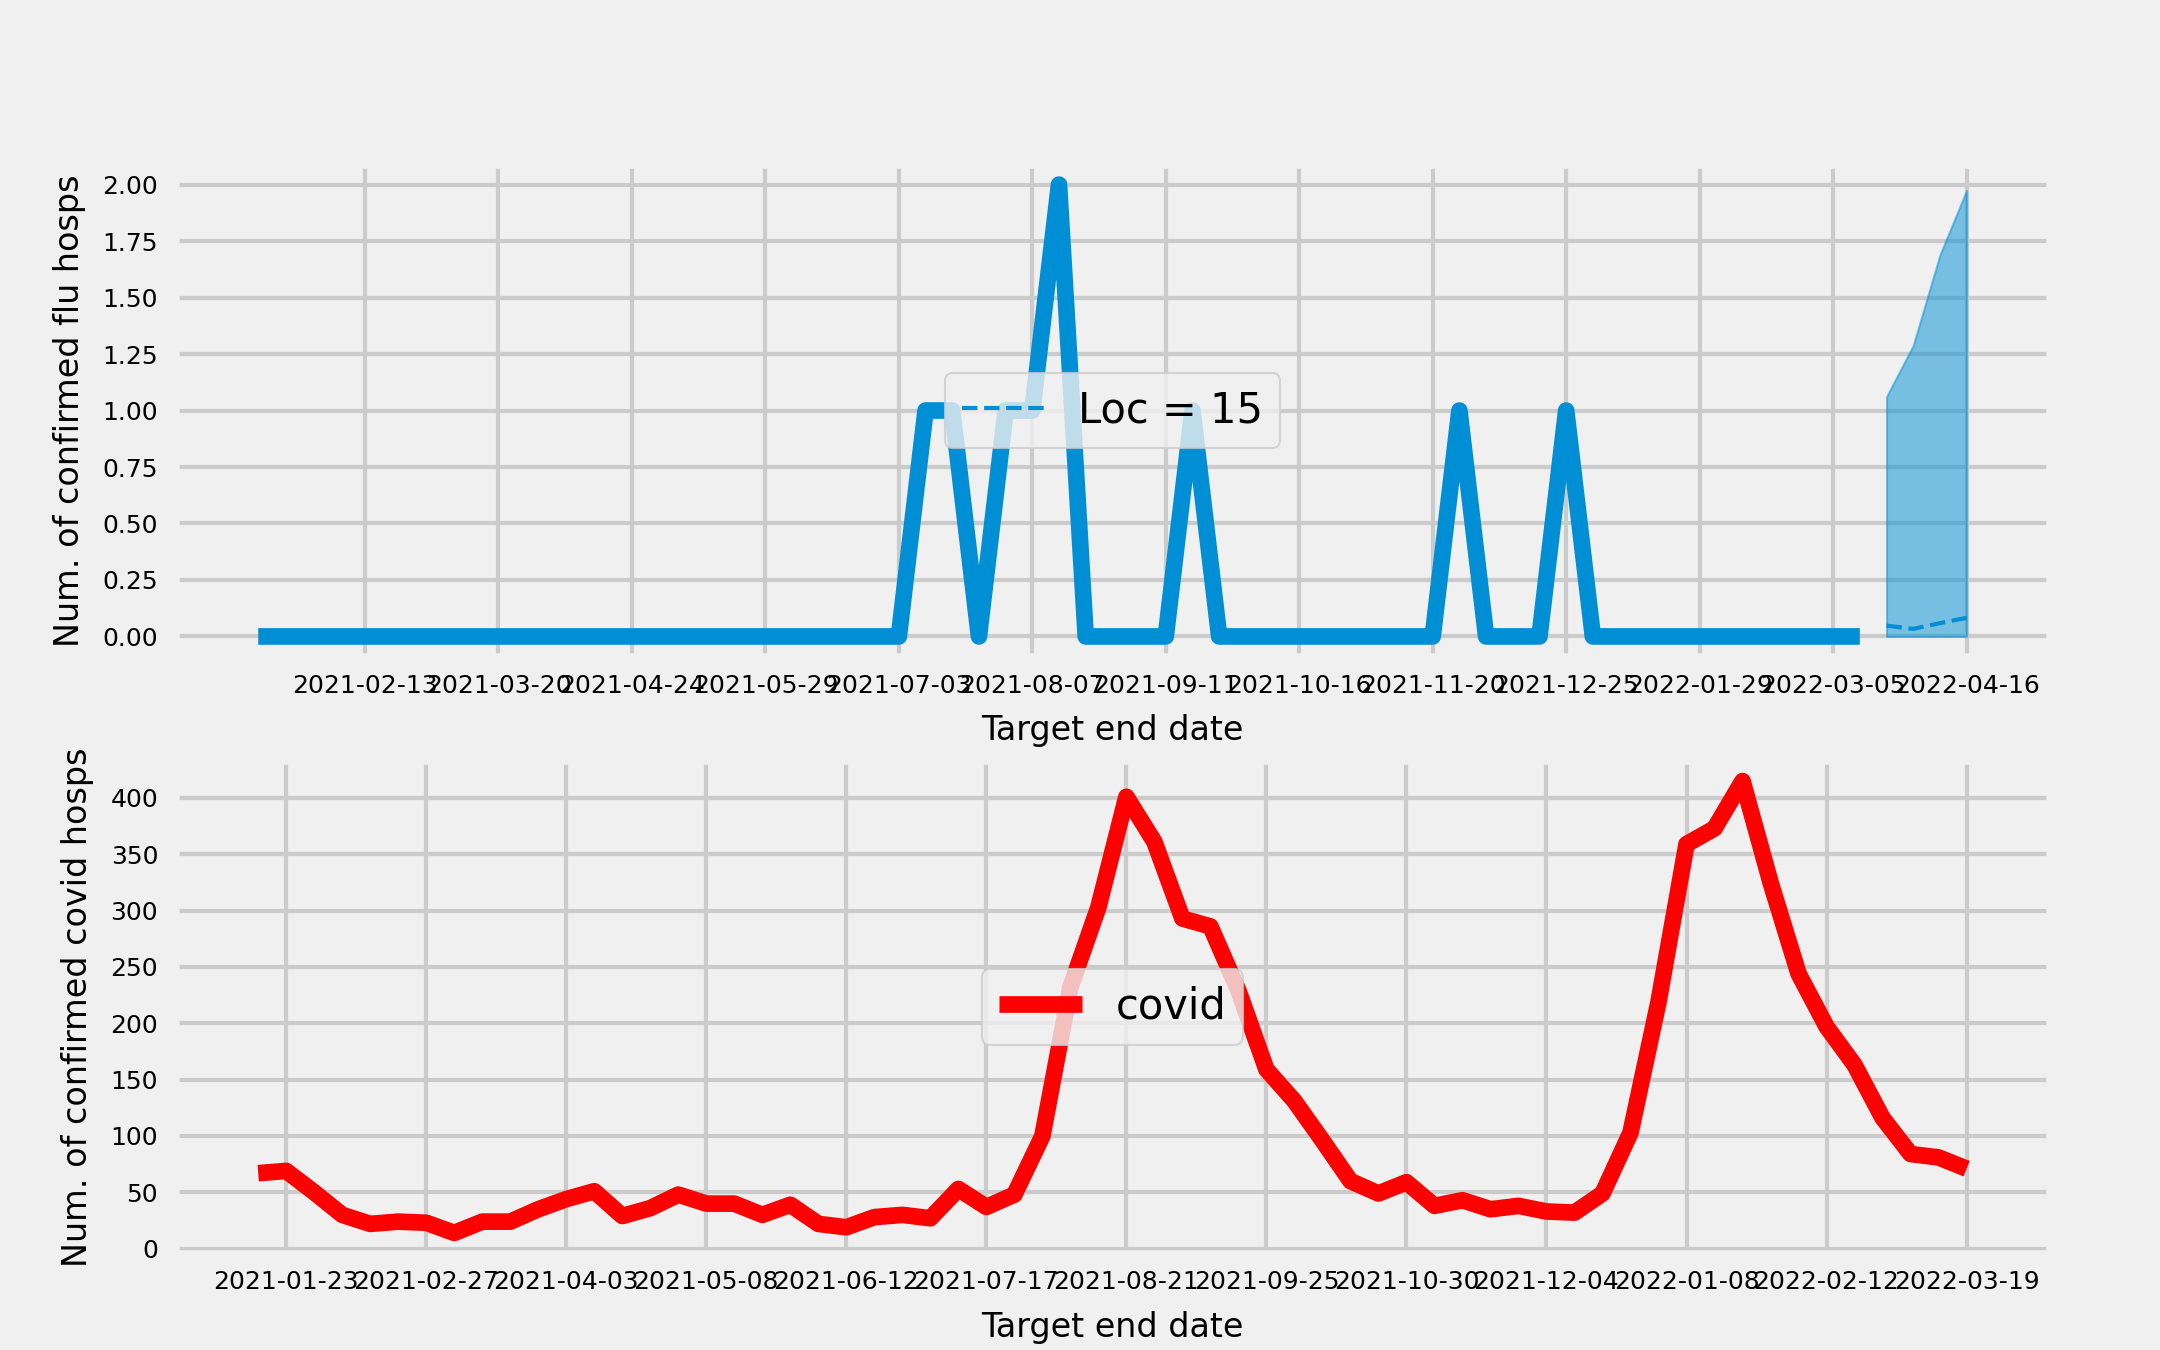 Num. of confirmed flu hosps
2.00
1.75
1.50
1.25
1.00
0.75
0.50
0.25
0.00
Loc = 15
2021-02-13 2021-03-20 2021-04-24 2021-05-29 2021-07-03 2021-08-07 2021-09-11 2021-10-16 2021-11-20 2021-12-25 2022-01-29 2022-03-05 2022-04-16
Target end date
Num. of confirmed covid hosps
400
350
300
250
200
150
100
50
0
covid
2021-01-23 2021-02-27 2021-04-03 2021-05-08 2021-06-12 2021-07-17 2021-08-21 2021-09-25 2021-10-30 2021-12-04 2022-01-08 2022-02-12 2022-03-19
Target end date